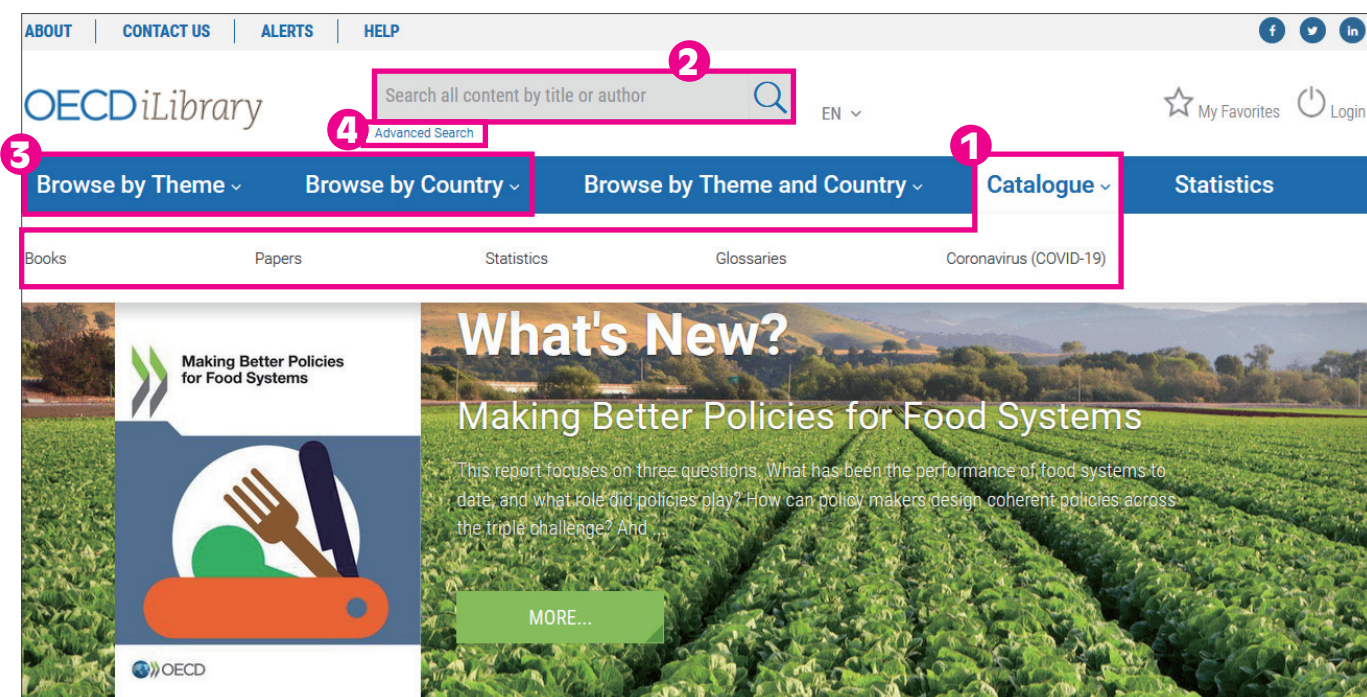 ABOUT CONTACT US ALERTS HELP
f in
2
OECD iLibrary
Search all content by title or author
EN
My Favorites
Login
4
Advanced Search
3
1
Browse by Theme Browse by Country Browse by Theme and Country Catalogue Statistics
Books Papers Statistics Glossaries Coronavirus (COVID-19)
Making Better Policies
for Food Systems
OECD
What's New?
Making Better Policies for Food Systems
This report focuses on three questions. What has been the performance of food systems to
date, and what role did policies play? How can policy makers design coherent policies across
the triple challenge? And ...
MORE...